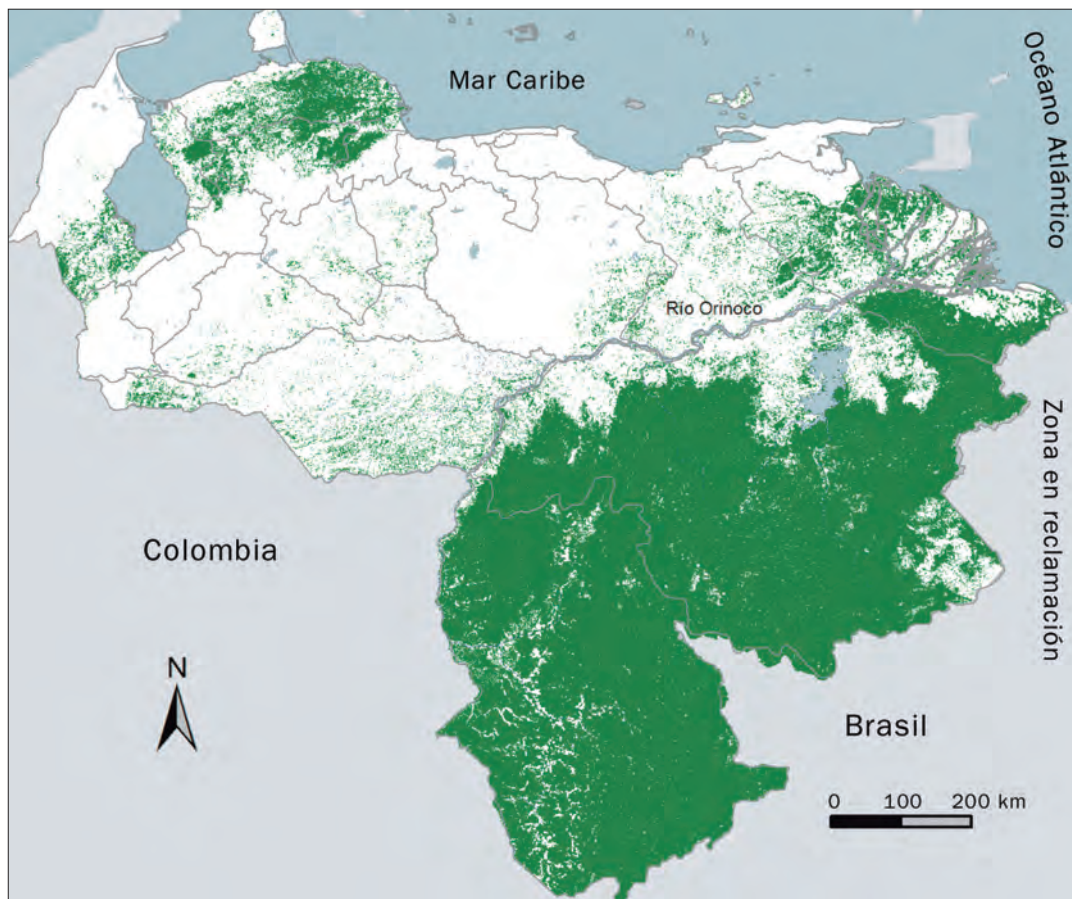 Mar Caribe
Océano Atlántico
Río Orinoco
Zona en reclamación
Colombia
N
Brasil
0 100 200 km